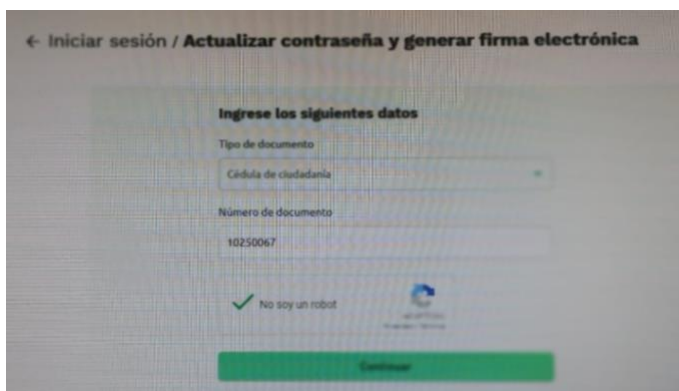 ← Iniciar sesión / Actualizar contraseña y generar firma electrónica
Ingrese los siguientes datos
Tipo de documento
Cédula de ciudadanía
Número de documento
10250067
No soy un robot
Continuar